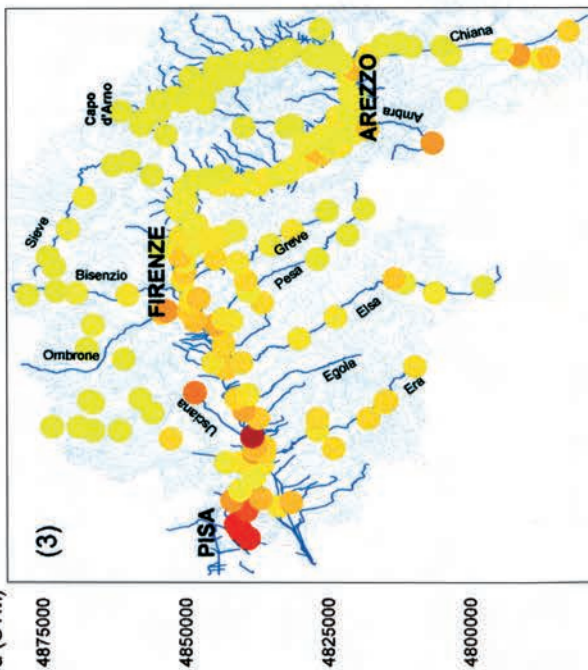 (UTM)
4875000
4850000
4825000
4800000
(3)
Capo
d'Arno
Chiana
Sieve
Bisenzio
Ombrone
FIRENZE
AREZZO
Ambra
Greve
Pesa
Elsa
Egola
Era
Usciana
PISA